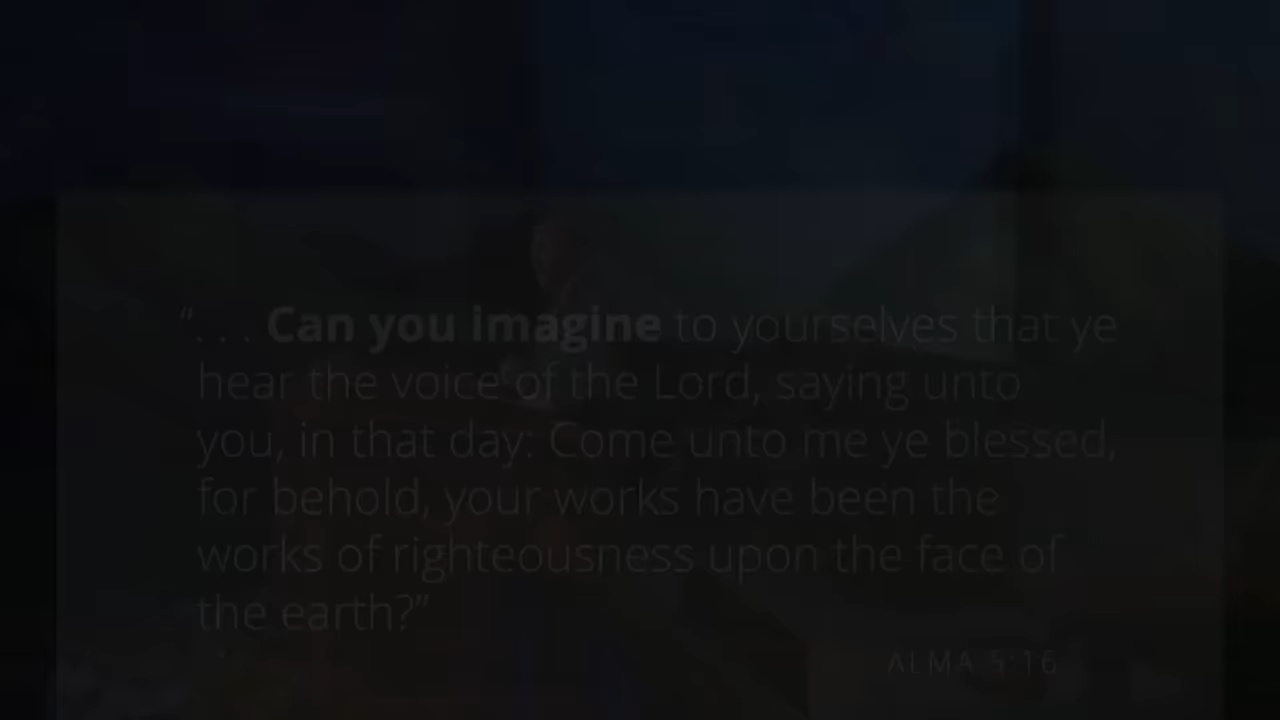 “. . . Can you imagine to yourselves that ye
hear the voice of the Lord, saying unto
you, in that day: Come unto me ye blessed,
for behold, your works have been the
works of righteousness upon the face of
the earth?”
ALMA 5:16